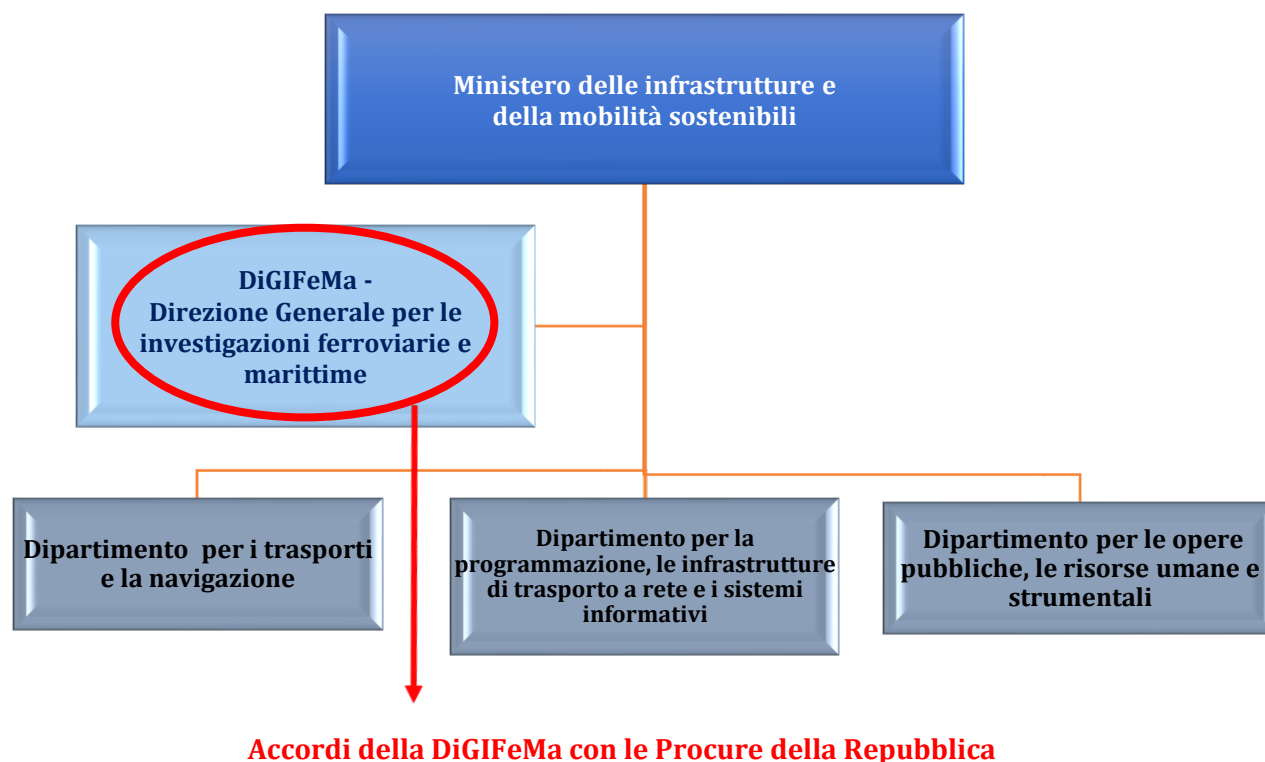 Ministero delle infrastrutture e
della mobilità sostenibili
DiGIFeMa -
Direzione Generale per le
investigazioni ferroviarie e
marittime
Dipartimento per i trasporti
e la navigazione
Dipartimento per la
programmazione, le infrastrutture
di trasporto a rete e i sistemi
informativi
Dipartimento per le opere
pubbliche, le risorse umane e
strumentali
Accordi della DiGIFeMa con le Procure della Repubblica